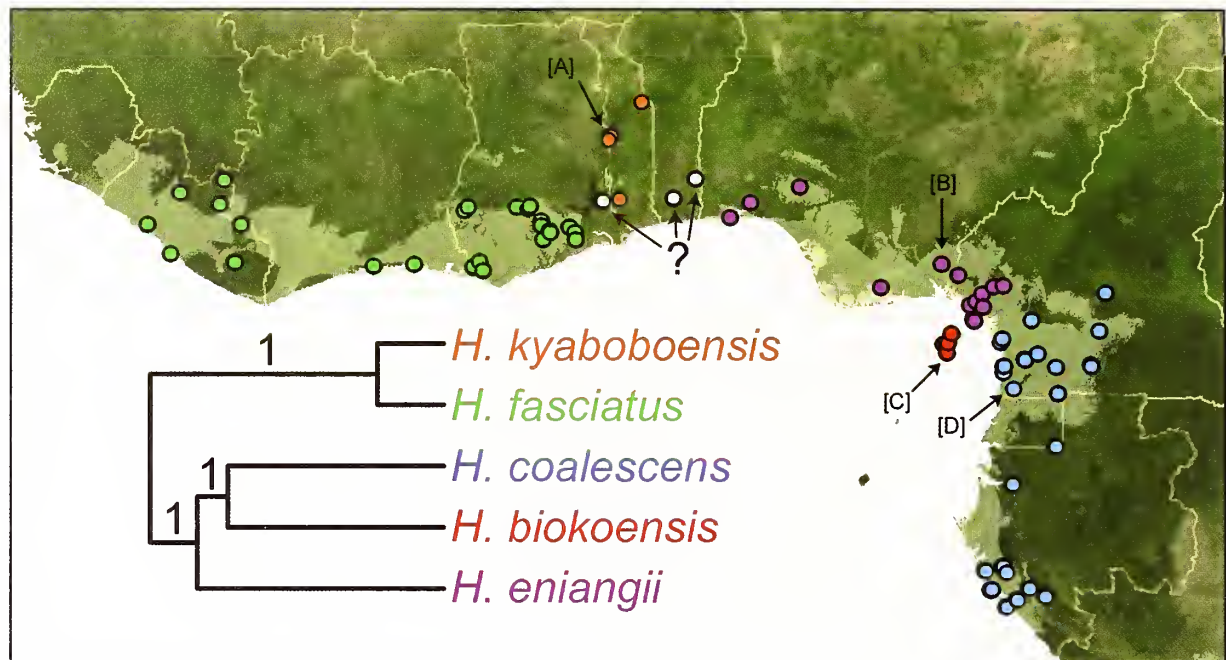 [A]
[B]
?
[C]
[D]
1
H. kyaboboensis
H. fasciatus
1
H. coalescens
1
H. biokoensis
H. eniangii